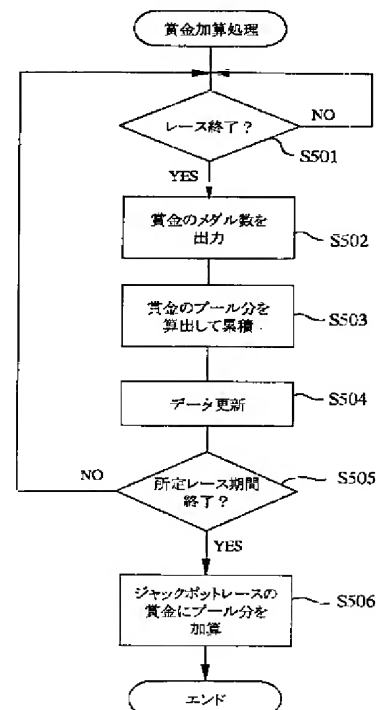 賞金加算処理
NO
レース終了？
S501
YES
賞金のメダル数を
出力
S502
賞金のプール分を
算出して累積
S503
データ更新
S504
NO
所定レース期間
終了？
S505
YES
ジャックポットレースの
賞金にプール分を
加算
S506
エンド